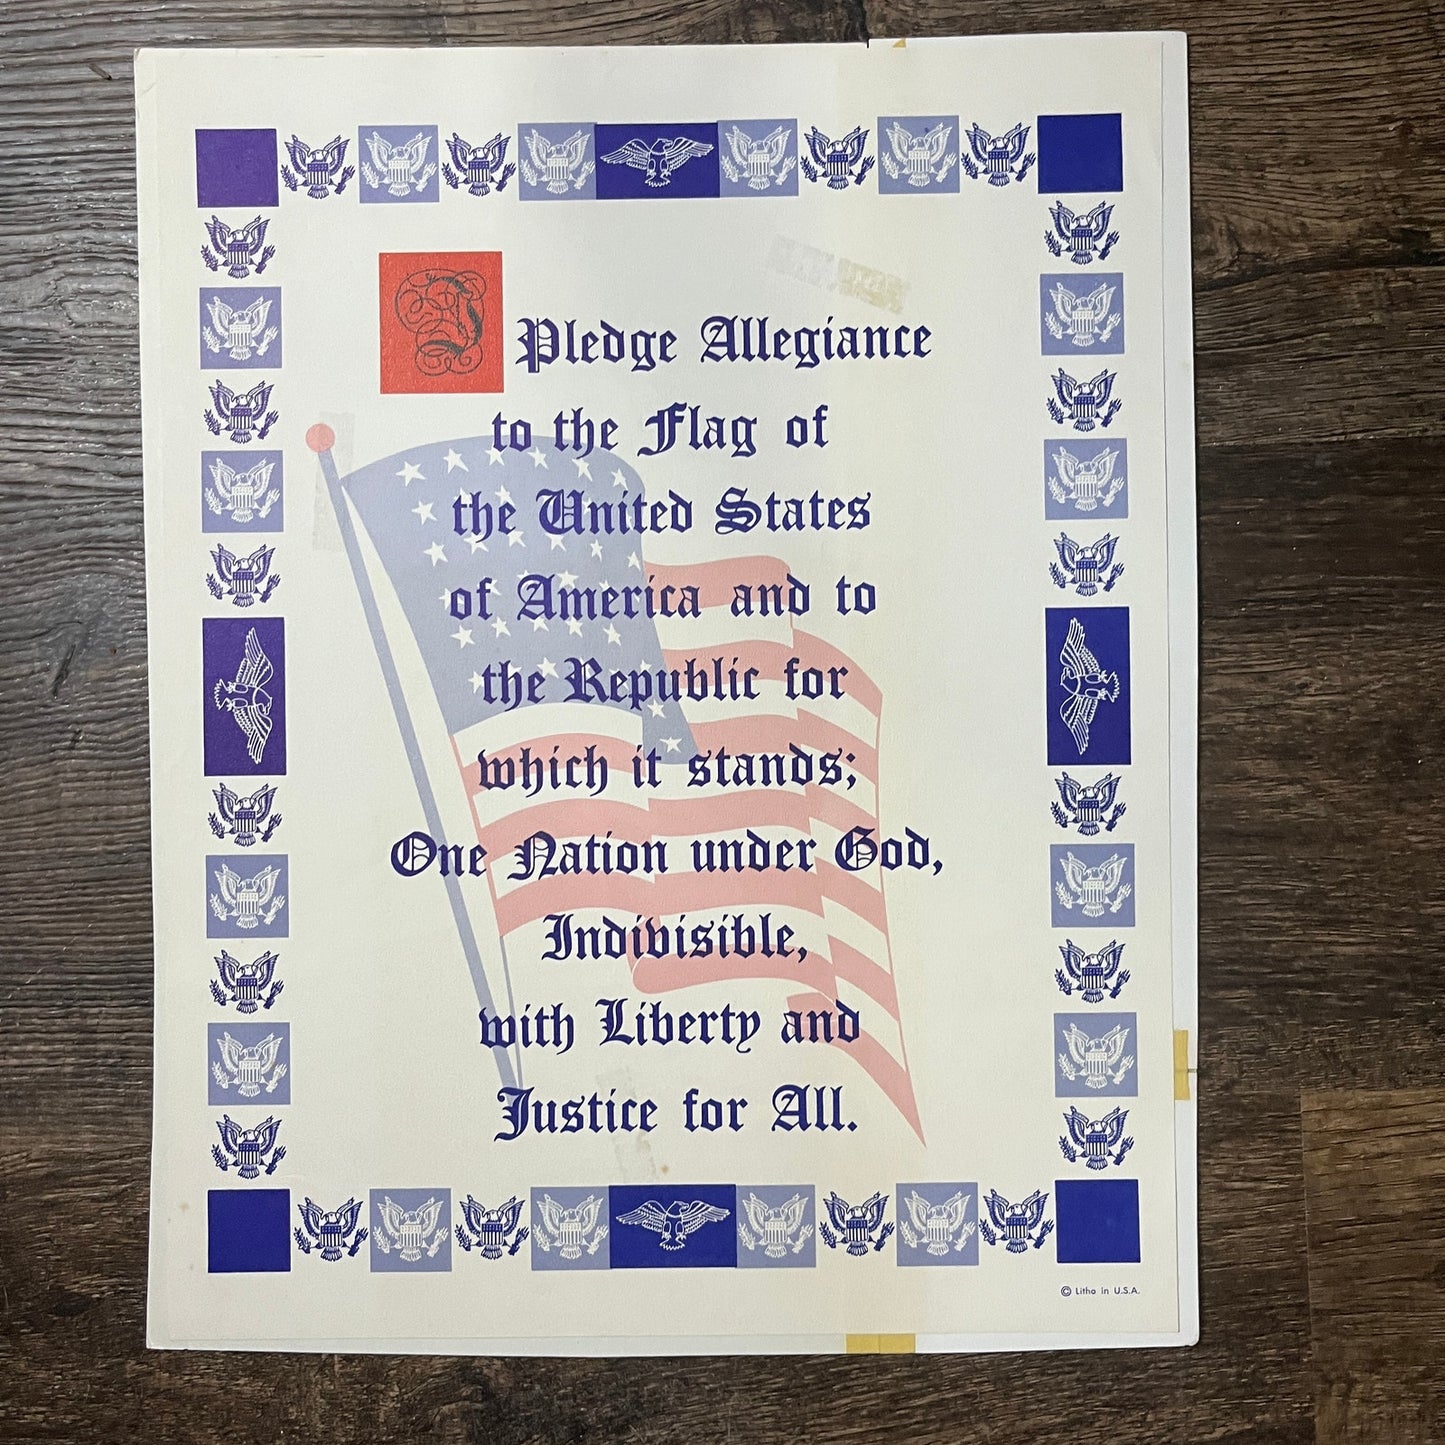 I Pledge Allegiance
to the Flag of
the United States
of America and to
the Republic for
which it stands;
One Nation under God,
Indivisible,
with Liberty and
Justice for All.
© Litho in U.S.A.